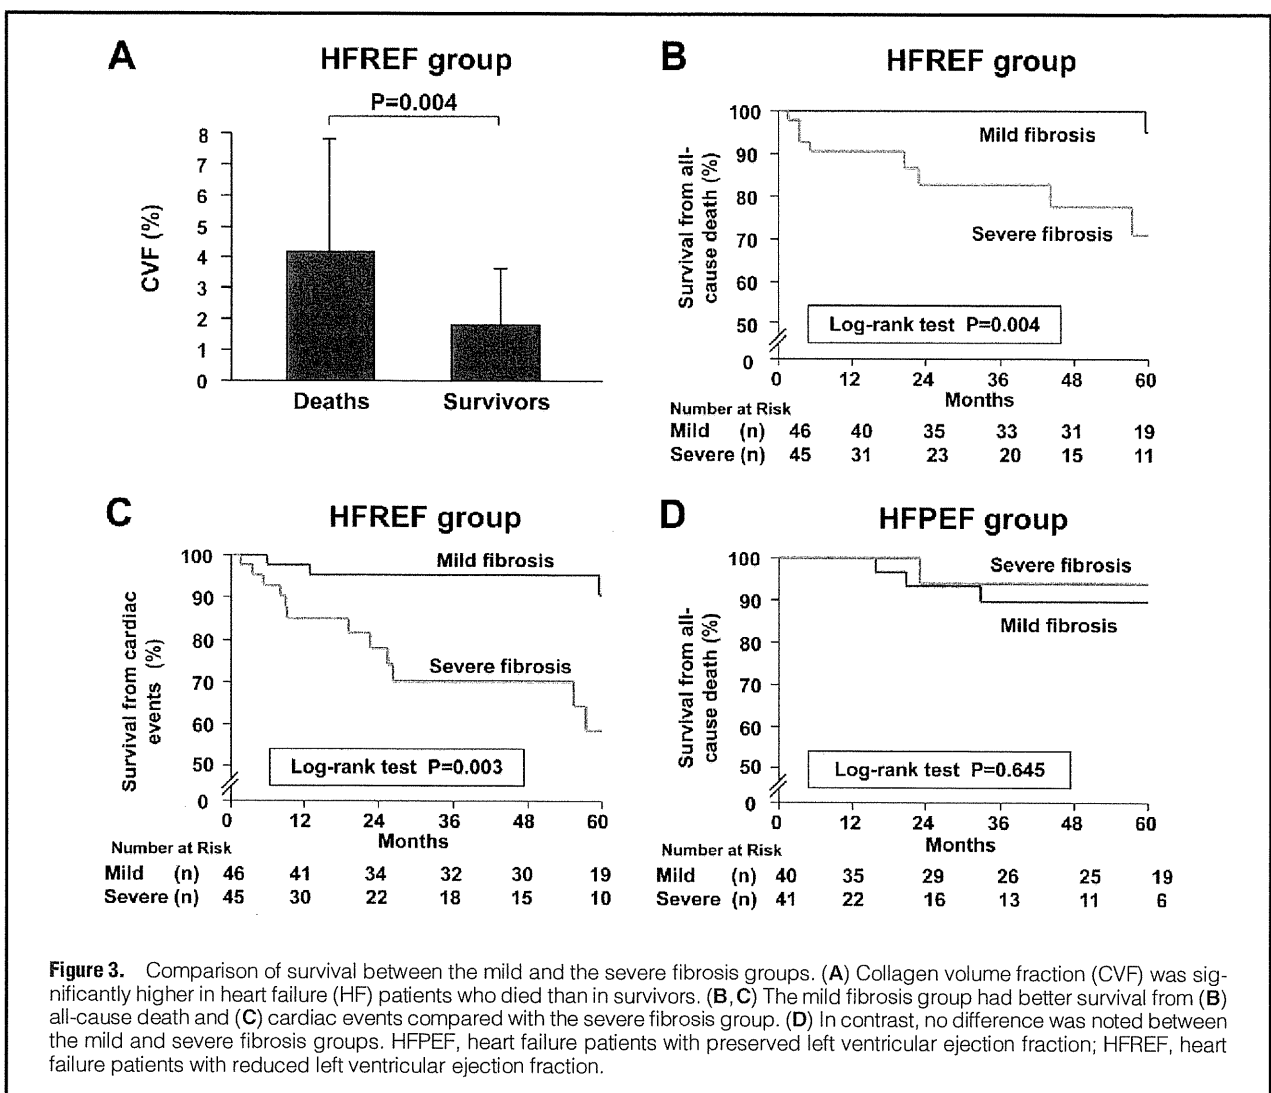 A
HFREF group
P=0.004
8
7
6
5
4
3
2
1
0
CVF (%)
Deaths
Survivors
B
HFREF group
100
90
80
70
60
50
0
Survival from all-
cause death (%)
Mild fibrosis
Severe fibrosis
Log-rank test P=0.004
0 12 24 36 48 60
Months
Number at Risk
Mild (n) 46 40 35 33 31 19
Severe (n) 45 31 23 20 15 11
C
HFREF group
100
90
80
70
60
50
0
Survival from cardiac
events (%)
Mild fibrosis
Severe fibrosis
Log-rank test P=0.003
0 12 24 36 48 60
Months
Number at Risk
Mild (n) 46 41 34 32 30 19
Severe (n) 45 30 22 18 15 10
D
HFPEF group
100
90
80
70
60
50
0
Survival from all-
cause death (%)
Severe fibrosis
Mild fibrosis
Log-rank test P=0.645
0 12 24 36 48 60
Months
Number at Risk
Mild (n) 40 35 29 26 25 19
Severe (n) 41 22 16 13 11 6
Figure 3. Comparison of survival between the mild and the severe fibrosis groups. (A) Collagen volume fraction (CVF) was sig-
nificantly higher in heart failure (HF) patients who died than in survivors. (B,C) The mild fibrosis group had better survival from (B)
all-cause death and (C) cardiac events compared with the severe fibrosis group. (D) In contrast, no difference was noted between
the mild and severe fibrosis groups. HFPEF, heart failure patients with preserved left ventricular ejection fraction; HFREF, heart
failure patients with reduced left ventricular ejection fraction.